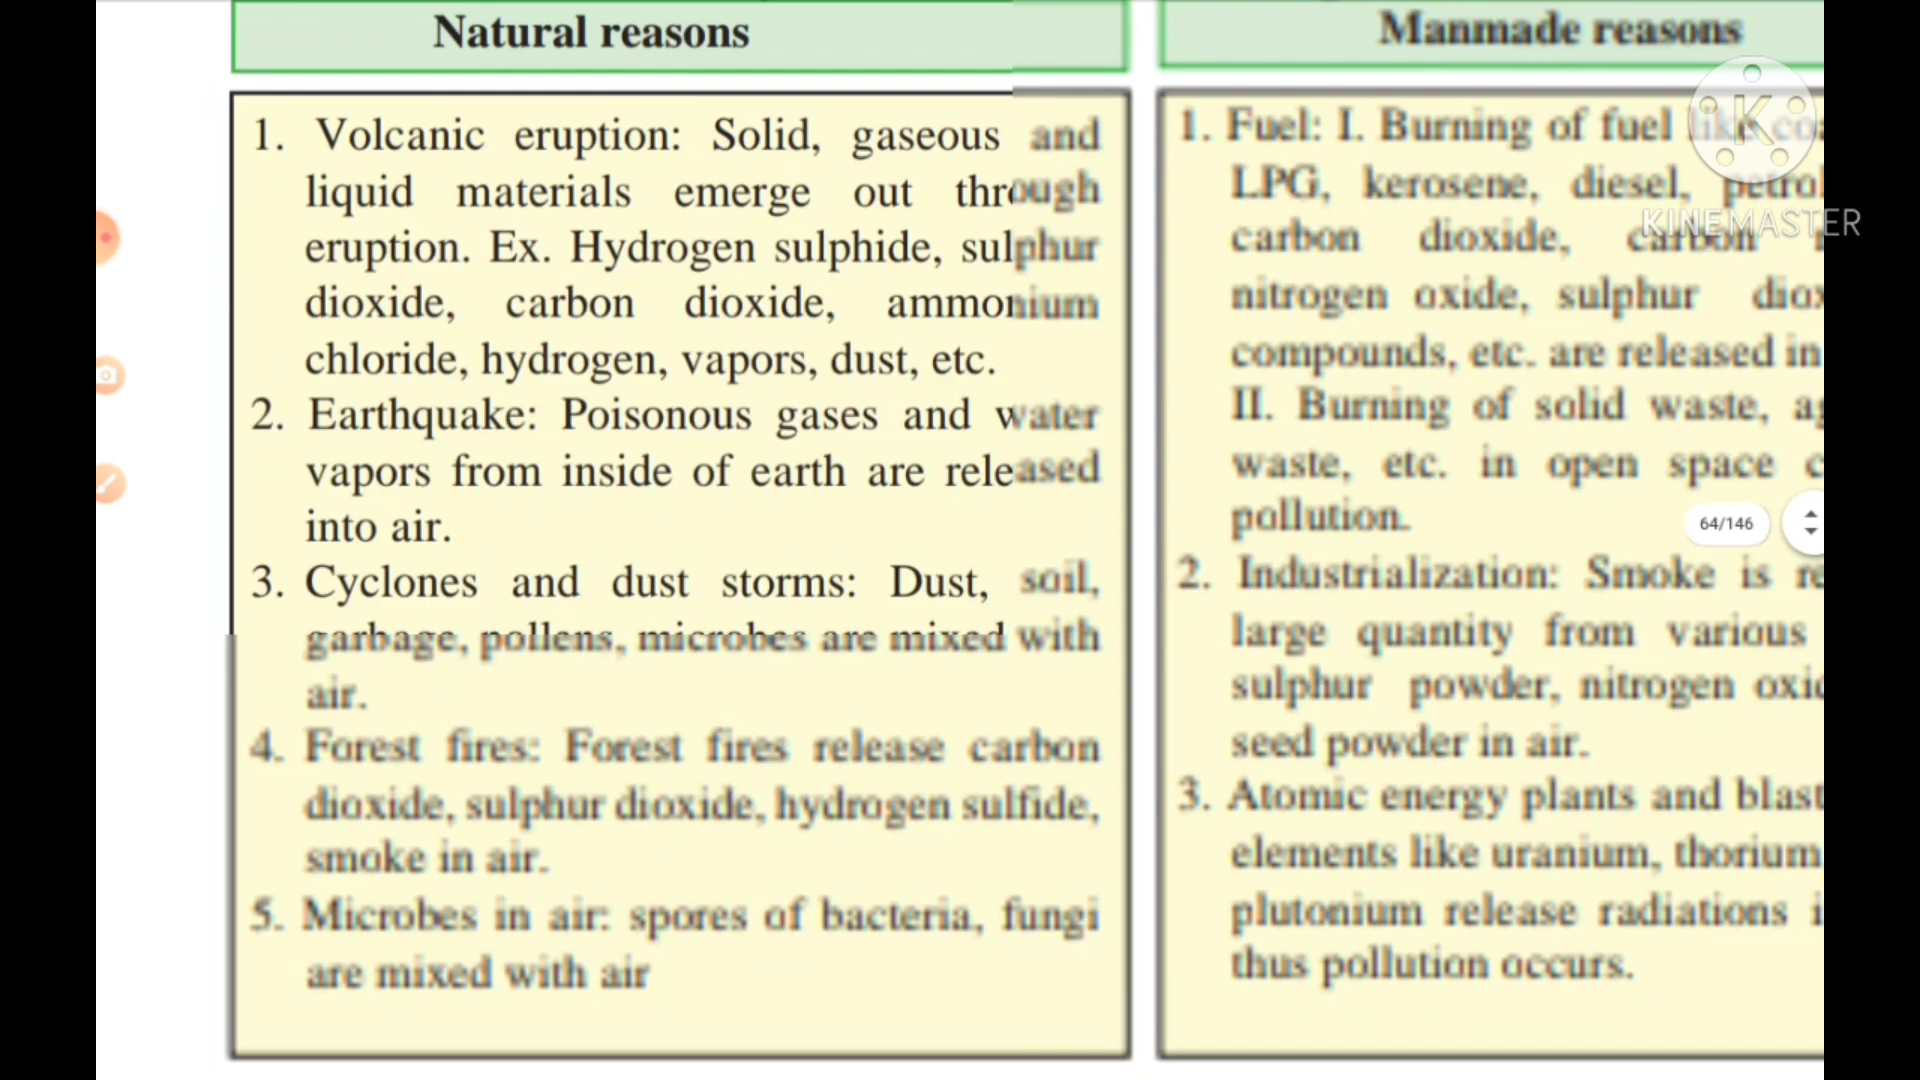 Natural reasons
1. Volcanic eruption: Solid, gaseous and
liquid materials emerge out through
eruption. Ex. Hydrogen sulphide, sulphur
dioxide, carbon dioxide, ammonium
chloride, hydrogen, vapors, dust, etc.
2. Earthquake: Poisonous gases and water
vapors from inside of earth are released
into air.
3. Cyclones and dust storms: Dust, soil,
garbage, pollens, microbes are mixed with
air.
4. Forest fires: Forest fires release carbon
dioxide, sulphur dioxide, hydrogen sulfide,
smoke in air.
5. Microbes in air: spores of bacteria, fungi
are mixed with air
Manmade reasons
1. Fuel: I. Burning of fuel like
LPG, kerosene, diesel, petrol
carbon dioxide, carbon
nitrogen oxide, sulphur
compounds, etc. are released in
II. Burning of solid waste,
waste, etc. in open space
pollution.
2. Industrialization: Smoke is
large quantity from various
sulphur powder, nitrogen
seed powder in air.
3. Atomic energy plants and
elements like uranium, thorium
plutonium release radiations
thus pollution occurs.
K
KINEMASTER
64/146